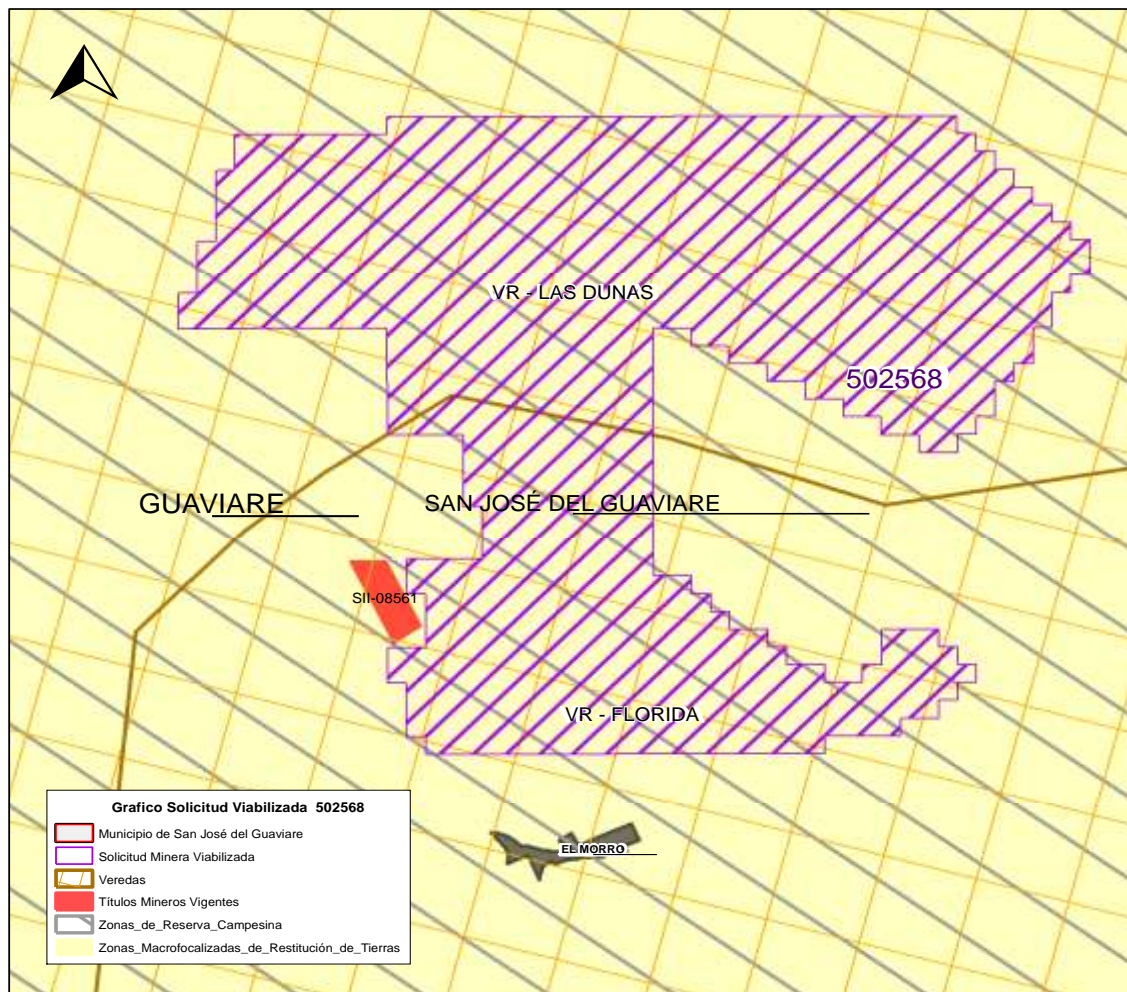 VR - LAS DUNAS
502568
GUAVIARE
SAN JOSÉ DEL GUAVIARE
SII-08561
VR - FLORIDA
EL MORRO
Grafico Solicitud Viabilizada 502568
Municipio de San José del Guaviare
Solicitud Minera Viabilizada
Veredas
Títulos Mineros Vigentes
Zonas_de_Reserva_Campesina
Zonas_Macrofocalizadas_de_Restitución_de_Tierras